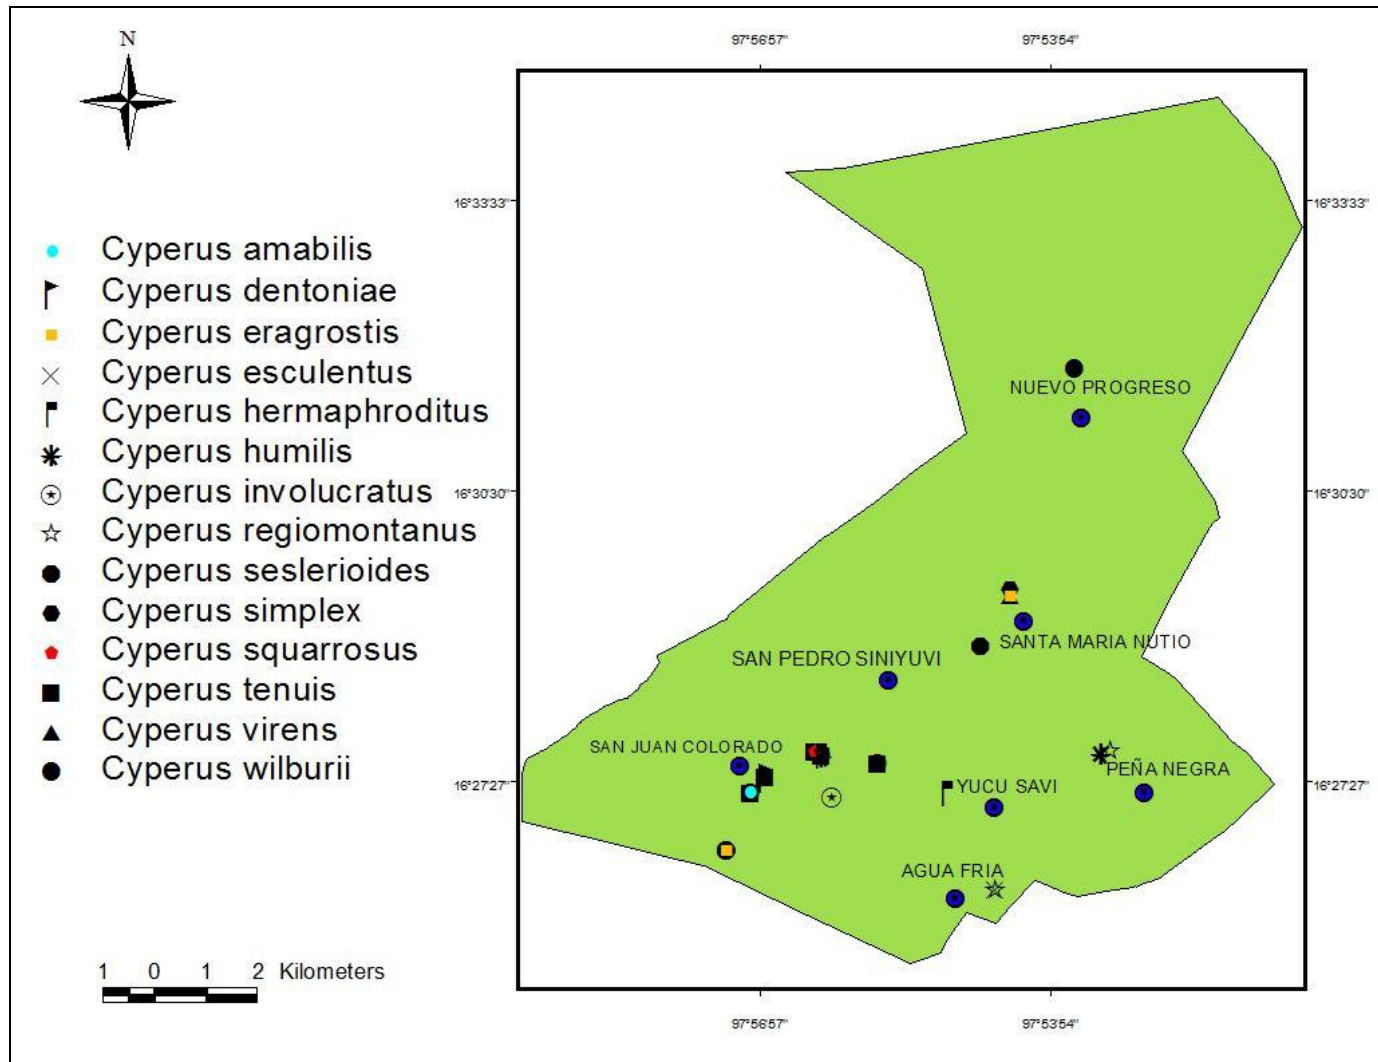 N
97°56'57" 97°53'54"
16°33'33" 16°33'33"
Cyperus amabilis
Cyperus dentoniae
Cyperus eragrostis
Cyperus esculentus
Cyperus hermaphroditus
Cyperus humilis
Cyperus involucratus
Cyperus regiomontanus
Cyperus seslerioides
Cyperus simplex
Cyperus squarrosus
Cyperus tenuis
Cyperus virens
Cyperus wilburii
NUEVO PROGRESO
16°30'30" 16°30'30"
SANTA MARIA NUTIO
SAN PEDRO SINIYUVI
SAN JUAN COLORADO
PEÑA NEGRA
16°27'27" YUCU SAVI 16°27'27"
AGUA FRIA
1 0 1 2 Kilometers
97°56'57" 97°53'54"